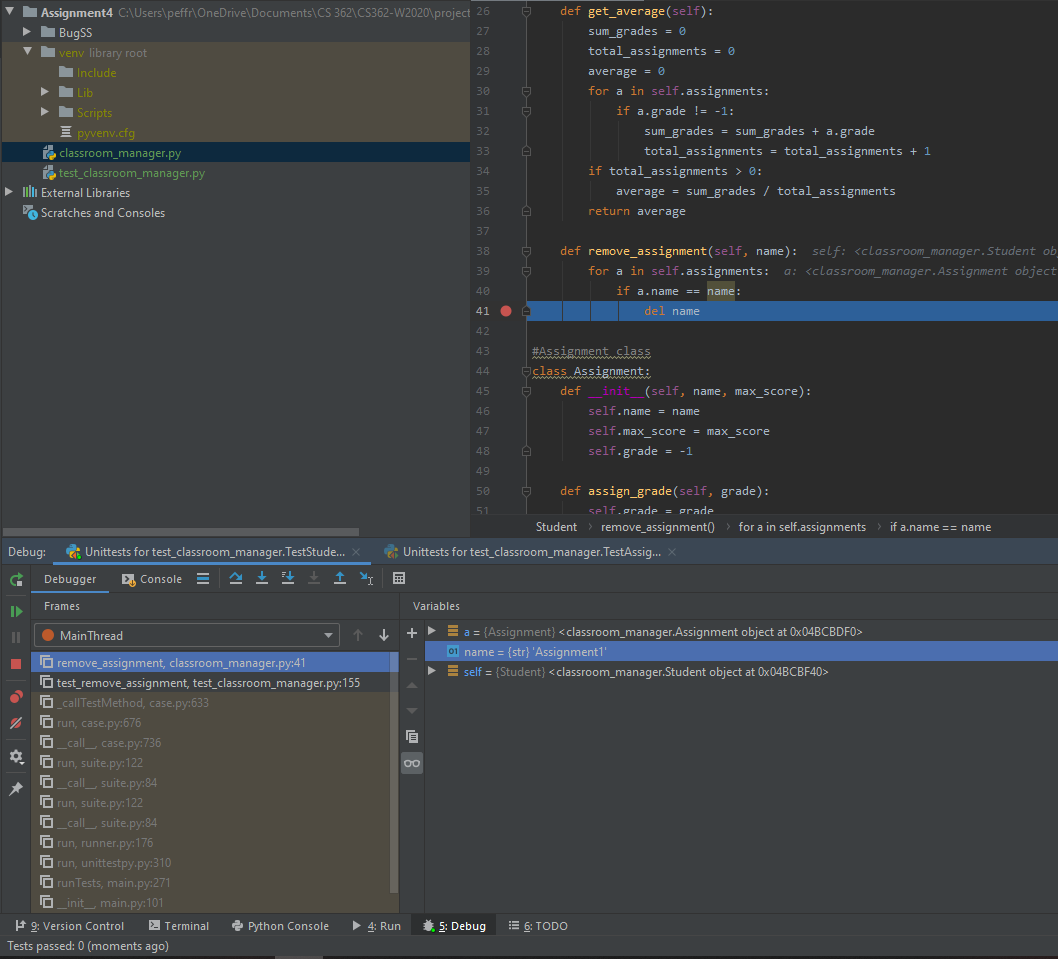 Assignment4 C:\Users\peffr\OneDrive\Documents\CS 362\CS362-W2020\project
BugSS
venv library root
Include
Lib
Scripts
pyvenv.cfg
classroom_manager.py
test_classroom_manager.py
External Libraries
Scratches and Consoles
26 def get_average(self):
27 sum_grades = 0
28 total_assignments = 0
29 average = 0
30 for a in self.assignments:
31 if a.grade != -1:
32 sum_grades = sum_grades + a.grade
33 total_assignments = total_assignments + 1
34 if total_assignments > 0:
35 average = sum_grades / total_assignments
36 return average
37
38 def remove_assignment(self, name): self: <classroom_manager.Student ob
39 for a in self.assignments: a: <classroom_manager.Assignment object
40 if a.name == name:
41 del name
42
43 #Assignment class
44 class Assignment:
45 def __init__(self, name, max_score):
46 self.name = name
47 self.max_score = max_score
48 self.grade = -1
49
50 def assign_grade(self, grade):
51 self.grade = grade
Student › remove_assignment() › for a in self.assignments › if a.name == name
Debug: Unittests for test_classroom_manager.TestStude... × Unittests for test_classroom_manager.TestAssig... ×
Debugger Console
Frames
Variables
MainThread
remove_assignment, classroom_manager.py:41
test_remove_assignment, test_classroom_manager.py:155
_callTestMethod, case.py:633
run, case.py:676
__call__, case.py:736
run, suite.py:122
__call__, suite.py:84
run, suite.py:122
__call__, suite.py:84
run, runner.py:176
run, unittestpy.py:310
runTests, main.py:271
__init__, main.py:101
a = {Assignment} <classroom_manager.Assignment object at 0x04BCBDF0>
01 name = {str} 'Assignment1'
self = {Student} <classroom_manager.Student object at 0x04BCBF40>
9: Version Control Terminal Python Console 4: Run 5: Debug 6: TODO
Tests passed: 0 (moments ago)